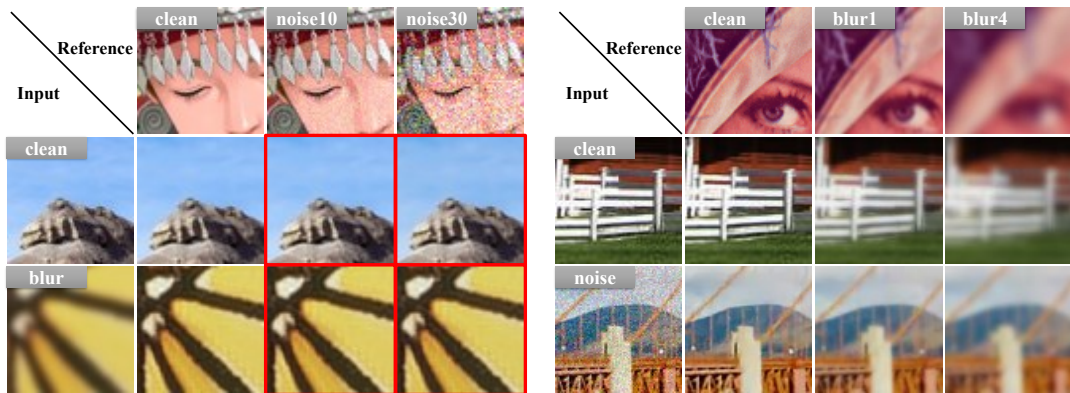 Reference
Input
clean
noise10
noise30
clean
blur
Reference
Input
clean
blur1
blur4
clean
noise